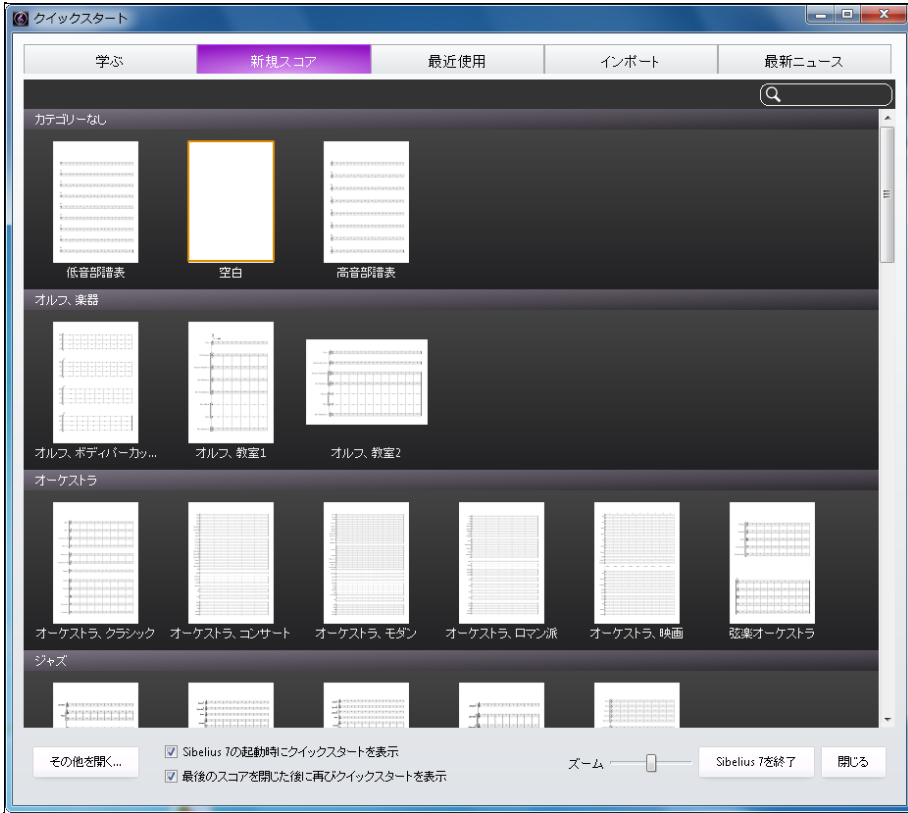 クイックスタート
学ぶ 新規スコア 最近使用 インポート 最新ニュース
カテゴリーなし
低音部譜表 空白 高音部譜表
オルフ、楽器
オルフ、ボディパーカッ... オルフ、教室1 オルフ、教室2
オーケストラ
オーケストラ、クラシック オーケストラ、コンサート オーケストラ、モダン オーケストラ、ロマン派 オーケストラ、映画 弦楽オーケストラ
ジャズ
その他を開く... Sibelius 7の起動時にクイックスタートを表示 ズーム Sibelius 7を終了 閉じる
最後のスコアを閉じた後に再びクイックスタートを表示